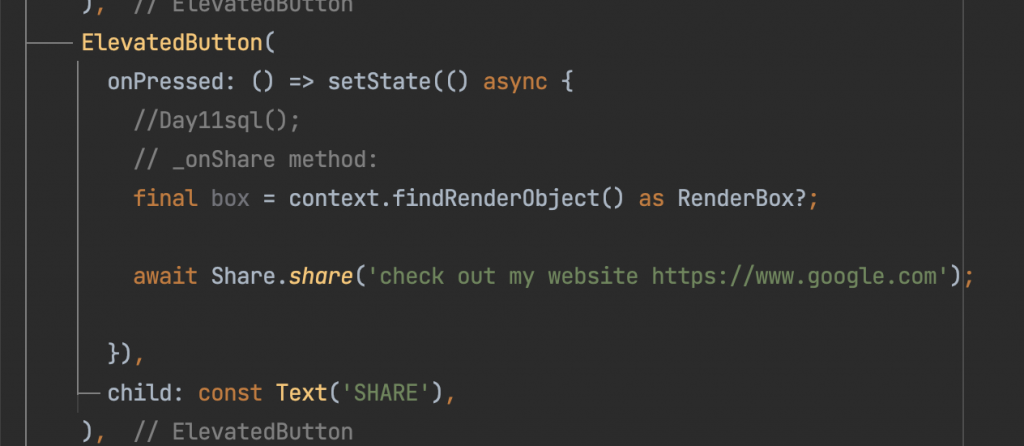 ),  // ElevatedButton
ElevatedButton(
onPressed: () => setState(() async {
//Day11sql();
// _onShare method:
final box = context.findRenderObject() as RenderBox?;
await Share.share('check out my website https://www.google.com');
}),
child: const Text('SHARE'),
),  // ElevatedButton